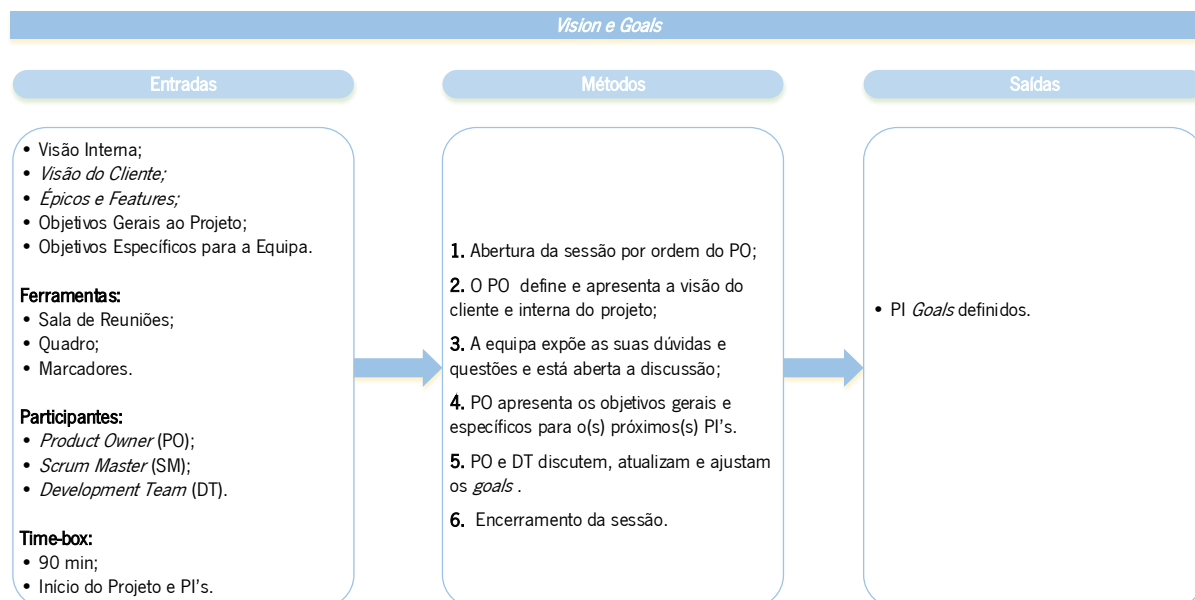 Vision e Goals
Entradas
• Visão Interna;
• Visão do Cliente;
• Épicos e Features;
• Objetivos Gerais ao Projeto;
• Objetivos Específicos para a Equipa.
Ferramentas:
• Sala de Reuniões;
• Quadro;
• Marcadores.
Participantes:
• Product Owner (PO);
• Scrum Master (SM);
• Development Team (DT).
Time-box:
• 90 min;
• Início do Projeto e PI's.
Métodos
1. Abertura da sessão por ordem do PO;
2. O PO define e apresenta a visão do
cliente e interna do projeto;
3. A equipa expõe as suas dúvidas e
questões e está aberta a discussão;
4. PO apresenta os objetivos gerais e
específicos para o(s) próximos(s) PI's.
5. PO e DT discutem, atualizam e ajustam
os goals .
6. Encerramento da sessão.
Saídas
• PI Goals definidos.